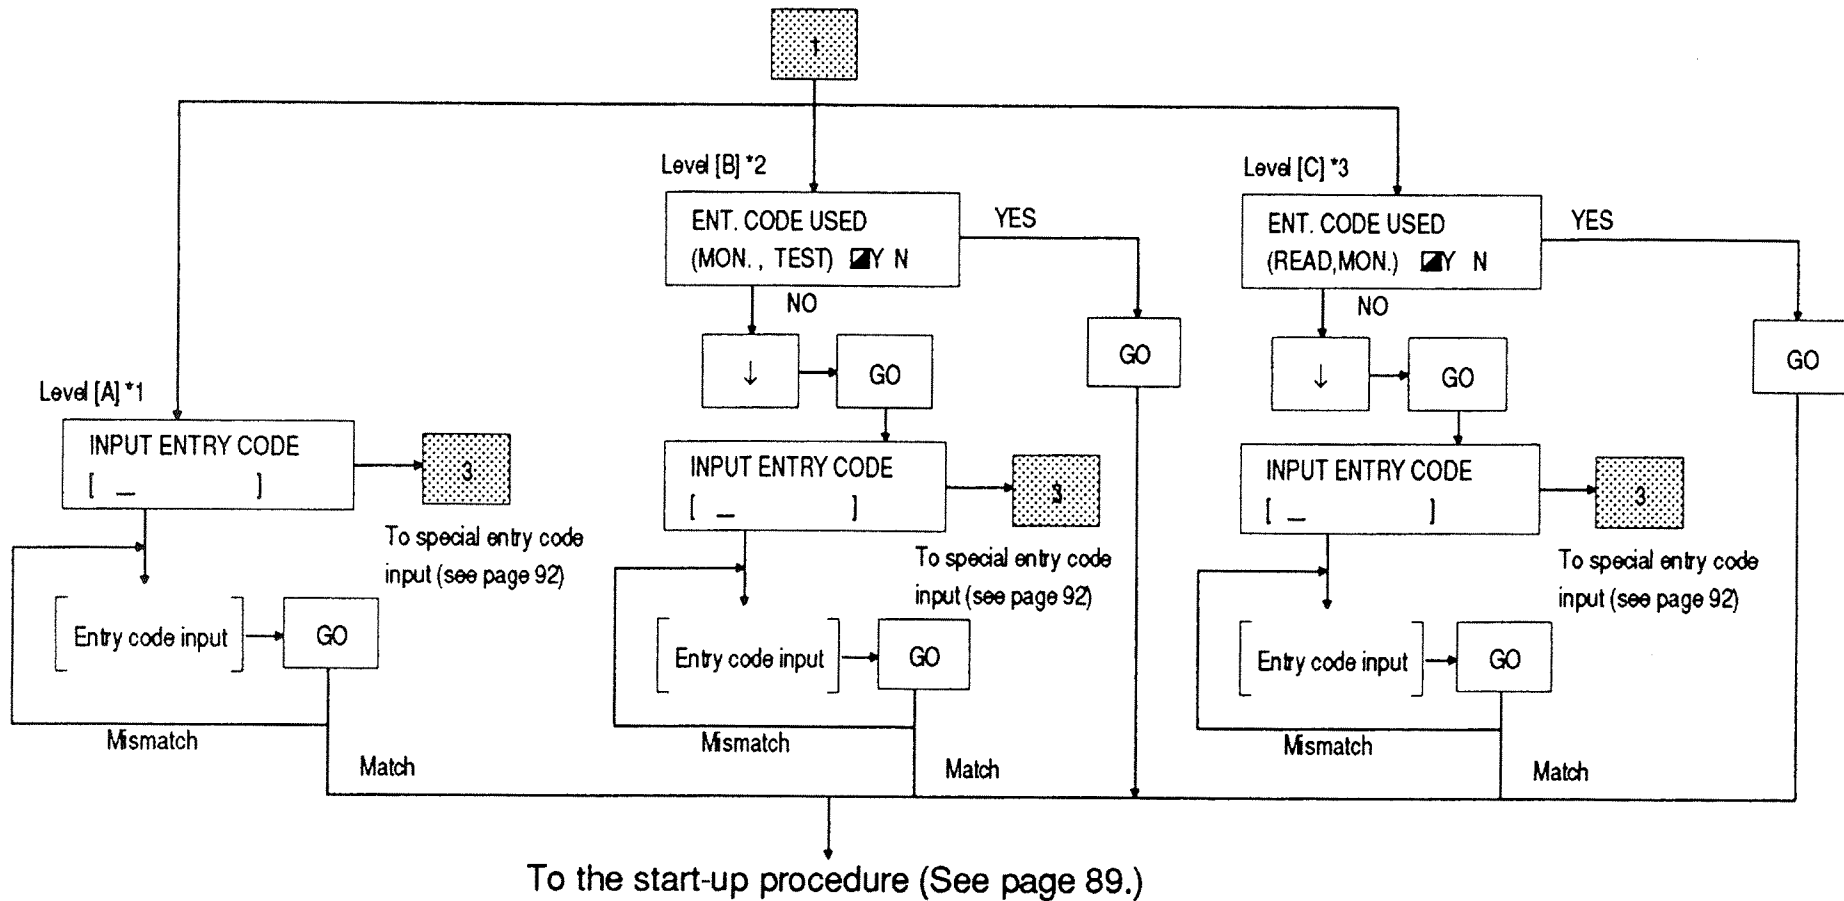 1
Level [B] *2
ENT. CODE USED
(MON. , TEST) Y N
YES
NO
↓
GO
GO
Level [C] *3
ENT. CODE USED
(READ,MON.) Y N
YES
NO
↓
GO
GO
Level [A] *1
INPUT ENTRY CODE
[ _ ]
3
To special entry code
input (see page 92)
[Entry code input]
GO
Mismatch
Match
INPUT ENTRY CODE
[ _ ]
3
To special entry code
input (see page 92)
[Entry code input]
GO
Mismatch
Match
INPUT ENTRY CODE
[ _ ]
3
To special entry code
input (see page 92)
[Entry code input]
GO
Mismatch
Match
To the start-up procedure (See page 89.)